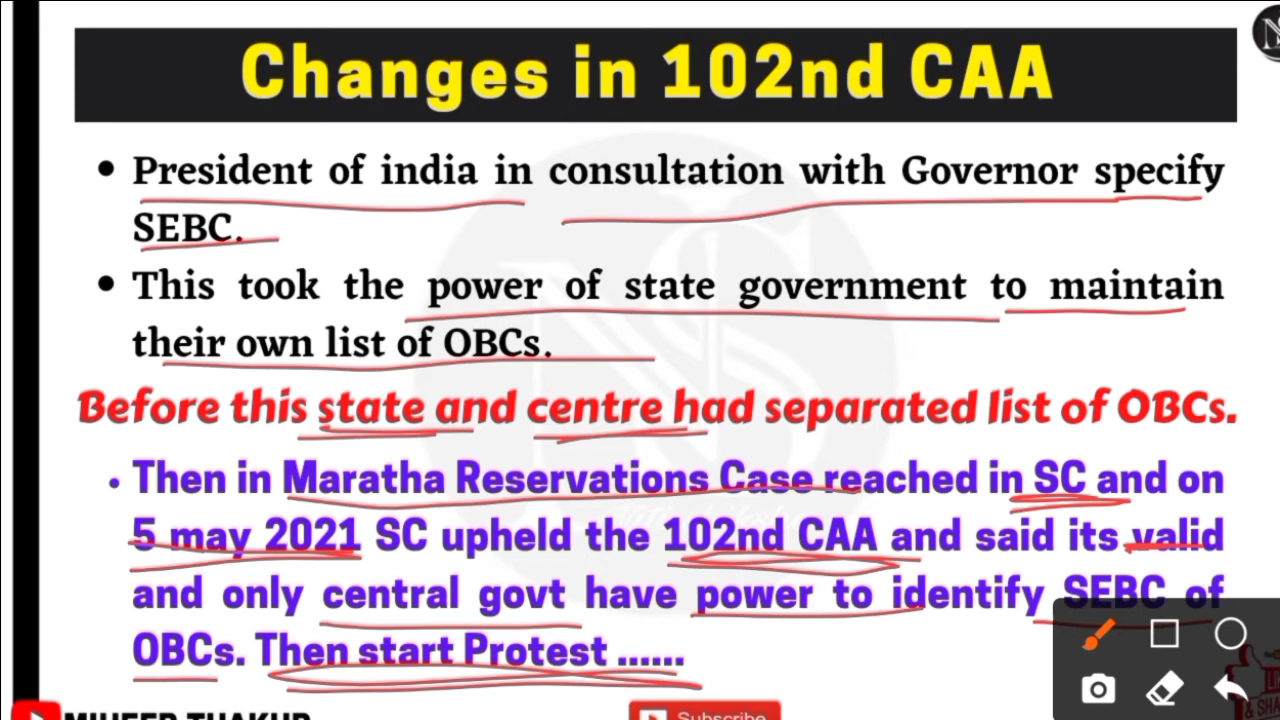 Changes in 102nd CAA
• President of india in consultation with Governor specify
SEBC.
• This took the power of state government to maintain
their own list of OBCs.
Before this state and centre had separated list of OBCs.
• Then in Maratha Reservations Case reached in SC and on
5 may 2021 SC upheld the 102nd CAA and said its valid
and only central govt have power to identify SEBC of
OBCs. Then start Protest ......
MIHEER THAKUR
Subscribe